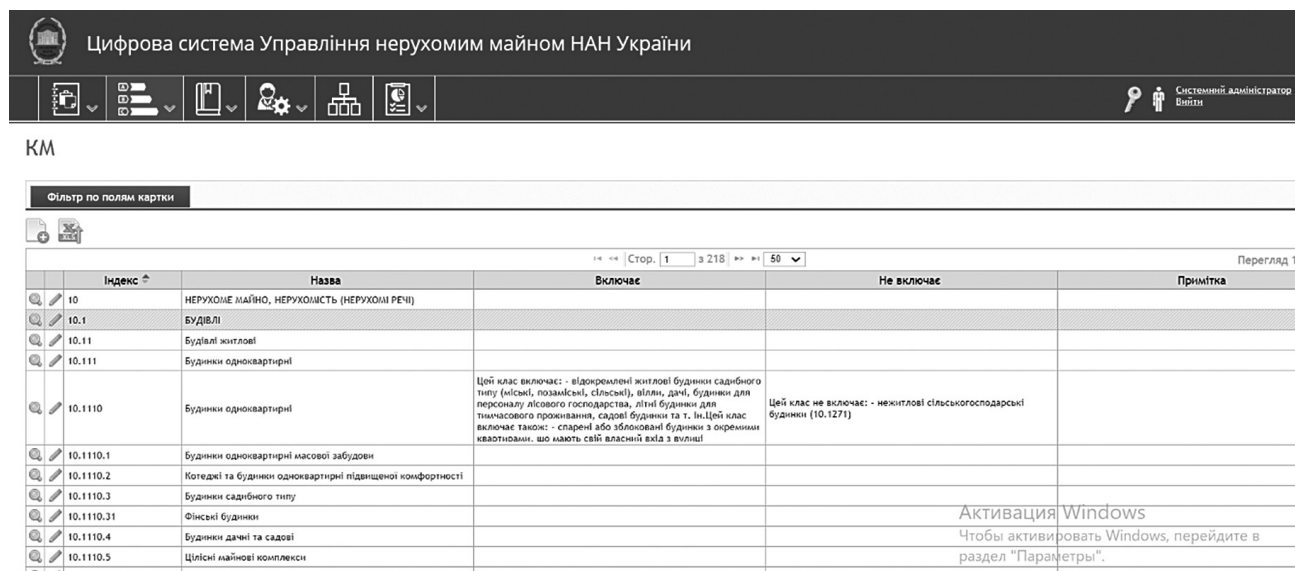 Цифрова система Управління нерухомим майном НАН України
Системний адміністратор
Вийти
КМ
Фільтр по полям картки
Стор. 1 з 218 50
Перегляд 1
Індекс Назва Включає Не включає Примітка
10 НЕРУХОМЕ МАЙНО, НЕРУХОМІСТЬ (НЕРУХОМІ РЕЧІ)
10.1 БУДІВЛІ
10.11 Будівлі житлові
10.111 Будинки одноквартирні
10.1110 Будинки одноквартирні
Цей клас включає: - відокремлені житлові будинки садибного
типу (міські, позаміські, сільські), вілли, дачі, будинки для
персоналу лісового господарства, літні будинки для
тимчасового проживання, садові будинки та т. ін.Цей клас
включає також: - спарені або зблоковані будинки з окремими
квартирами, що мають свій власний вхід з вулиці
Цей клас не включає: - нежитлові сільськогосподарські
будинки (10.1271)
10.1110.1 Будинки одноквартирні масової забудови
10.1110.2 Котеджі та будинки одноквартирні підвищеної комфортності
10.1110.3 Будинки садибного типу
10.1110.31 Фінські будинки
10.1110.4 Будинки дачні та садові
10.1110.5 Цілісні майнові комплекси
Активация Windows
Чтобы активировать Windows, перейдите в
раздел "Параметры".